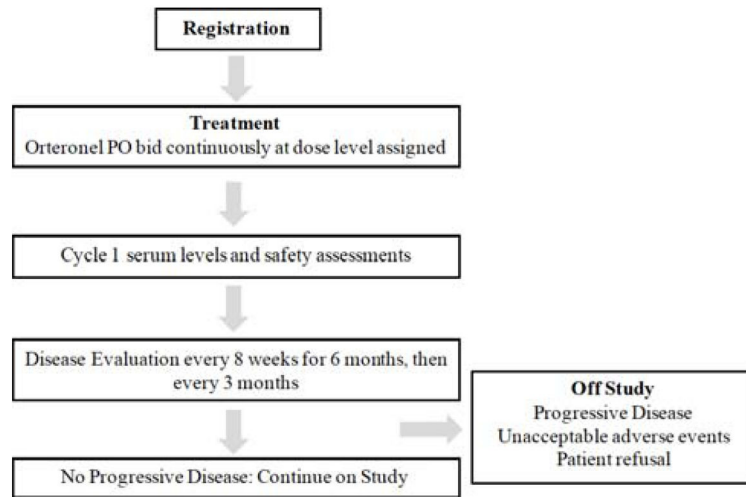 Registration
Treatment
Orteronel PO bid continuously at dose level assigned
Cycle 1 serum levels and safety assessments
Disease Evaluation every 8 weeks for 6 months, then
every 3 months
Off Study
Progressive Disease
Unacceptable adverse events
Patient refusal
No Progressive Disease: Continue on Study